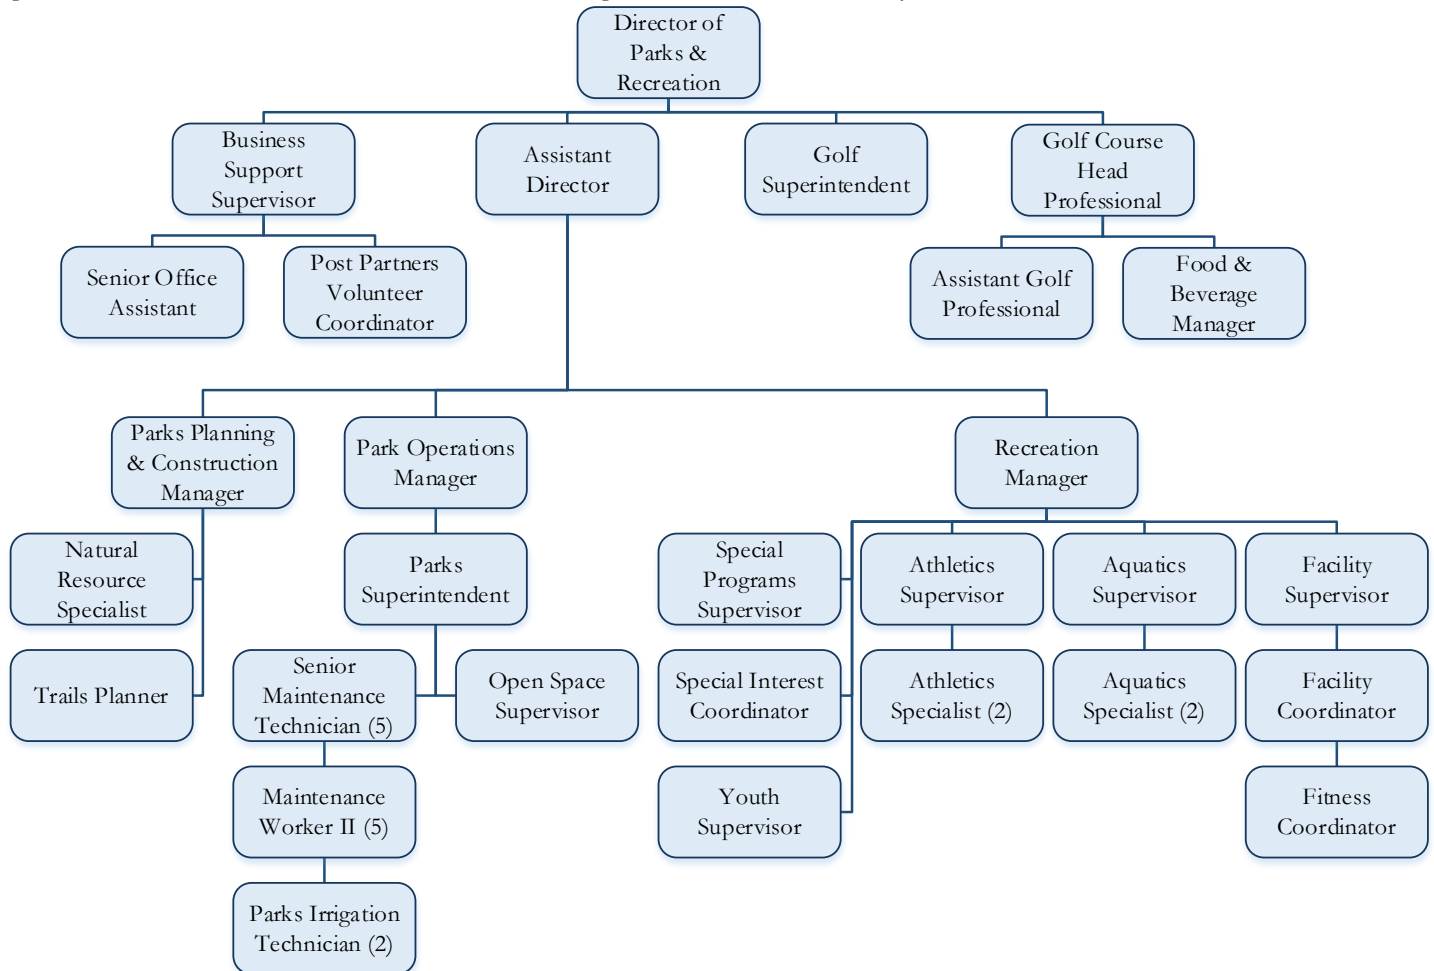 Director of
Parks &
Recreation
Business
Support
Supervisor
Assistant
Director
Golf
Superintendent
Golf Course
Head
Professional
Senior Office
Assistant
Post Partners
Volunteer
Coordinator
Assistant Golf
Professional
Food &
Beverage
Manager
Parks Planning
& Construction
Manager
Park Operations
Manager
Recreation
Manager
Natural
Resource
Specialist
Parks
Superintendent
Special
Programs
Supervisor
Athletics
Supervisor
Aquatics
Supervisor
Facility
Supervisor
Trails Planner
Senior
Maintenance
Technician (5)
Open Space
Supervisor
Special Interest
Coordinator
Athletics
Specialist (2)
Aquatics
Specialist (2)
Facility
Coordinator
Maintenance
Worker II (5)
Youth
Supervisor
Fitness
Coordinator
Parks Irrigation
Technician (2)